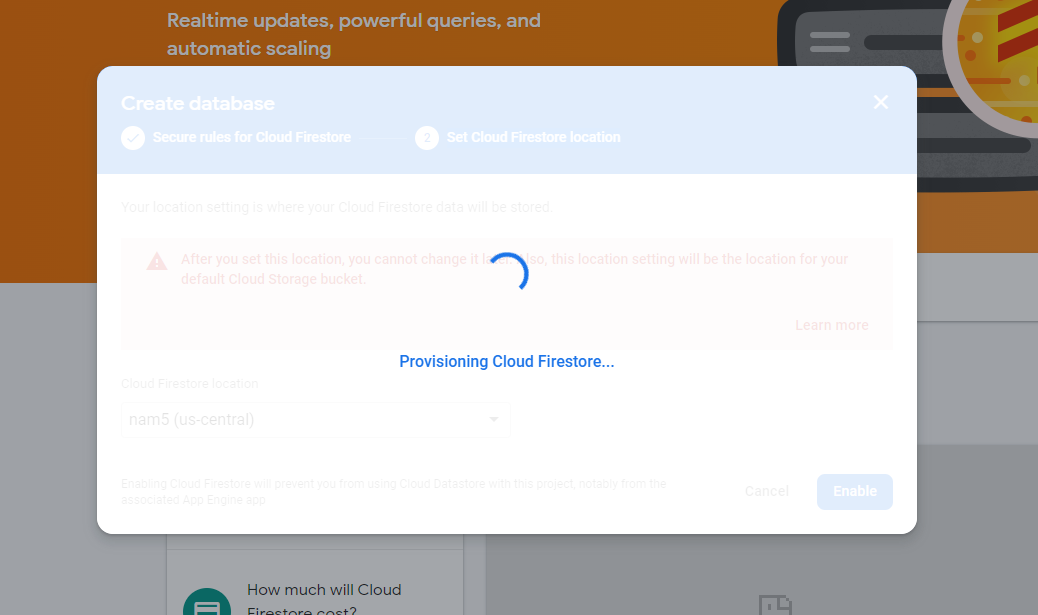 Realtime updates, powerful queries, and
automatic scaling
Create database
Secure rules for Cloud Firestore
2 Set Cloud Firestore location
Your location setting is where your Cloud Firestore data will be stored.
After you set this location, you cannot change it later. Also, this location setting will be the location for your
default Cloud Storage bucket.
Learn more
Provisioning Cloud Firestore...
Cloud Firestore location
nam5 (us-central)
Enabling Cloud Firestore will prevent you from using Cloud Datastore with this project, notably from the
associated App Engine app
Cancel
Enable
How much will Cloud
Firestore cost?